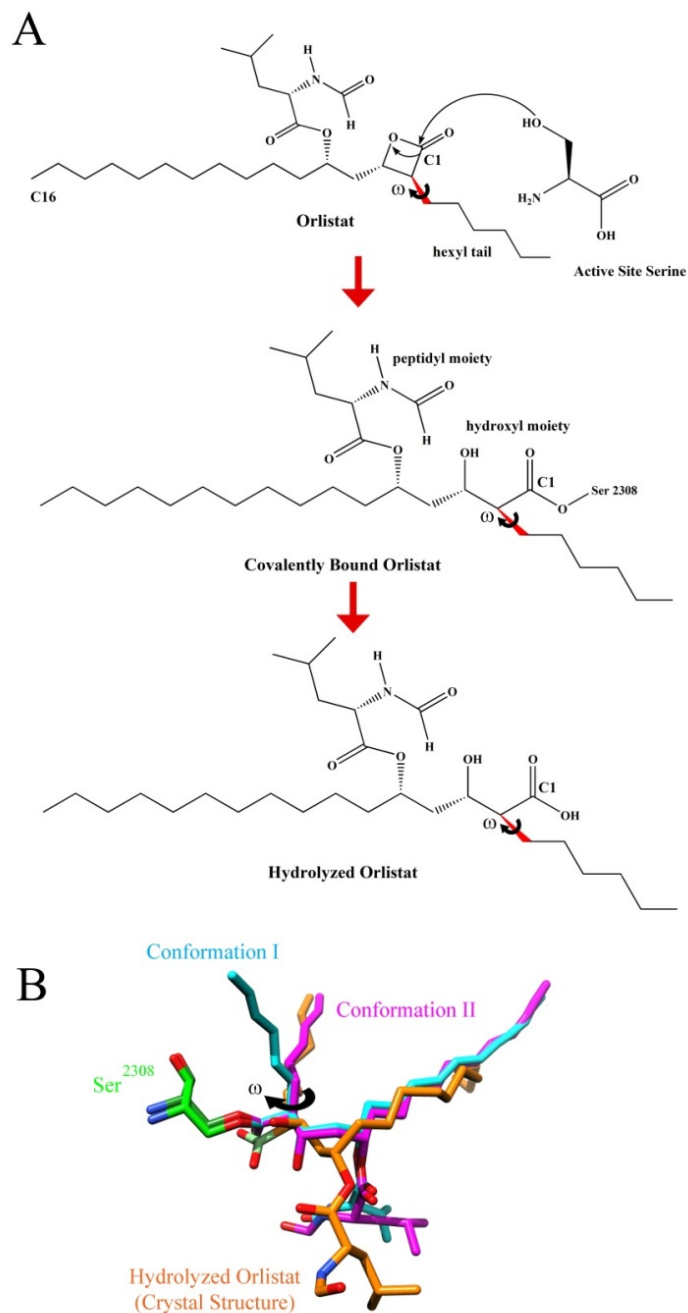 A
H
N
O
H
O
O
O
O
C1
HO
ω
H₂N
O
OH
C16
Orlistat
hexyl tail
Active Site Serine
H
peptidyl moiety
N
O
H
O
O
hydroxyl moiety
OH
O
C1
O
Ser 2308
ω
Covalently Bound Orlistat
H
N
O
H
O
O
OH
O
C1
OH
ω
Hydrolyzed Orlistat
B
Conformation I
Conformation II
Ser2308
ω
Hydrolyzed Orlistat
(Crystal Structure)